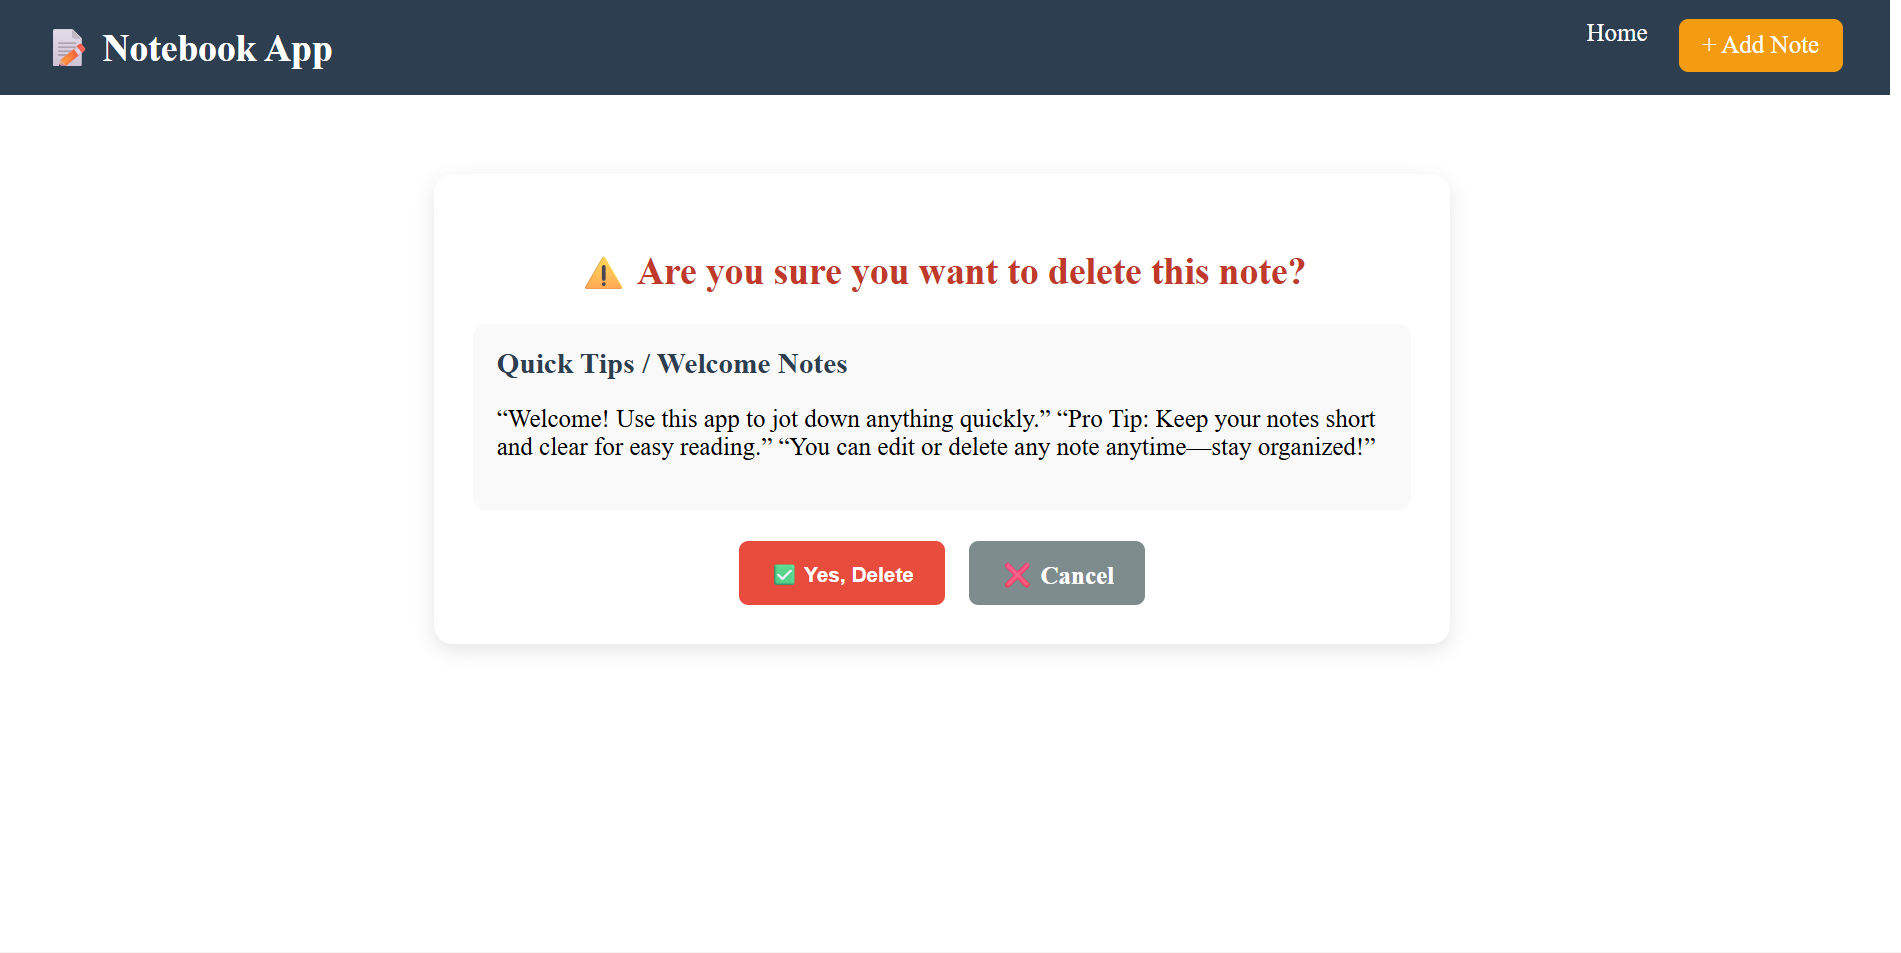 Notebook App
Home
+ Add Note
Are you sure you want to delete this note?
Quick Tips / Welcome Notes
“Welcome! Use this app to jot down anything quickly.” “Pro Tip: Keep your notes short
and clear for easy reading.” “You can edit or delete any note anytime—stay organized!”
Yes, Delete
Cancel